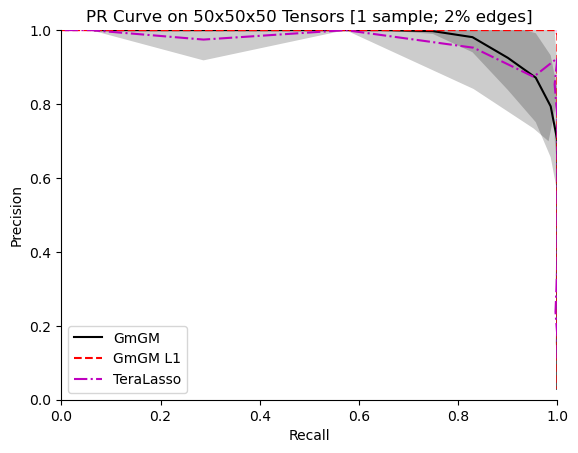 PR Curve on 50x50x50 Tensors [1 sample; 2% edges]
1.0
0.8
0.6
0.4
0.2
0.0
Precision
GmGM
GmGM L1
TeraLasso
0.0 0.2 0.4 0.6 0.8 1.0
Recall